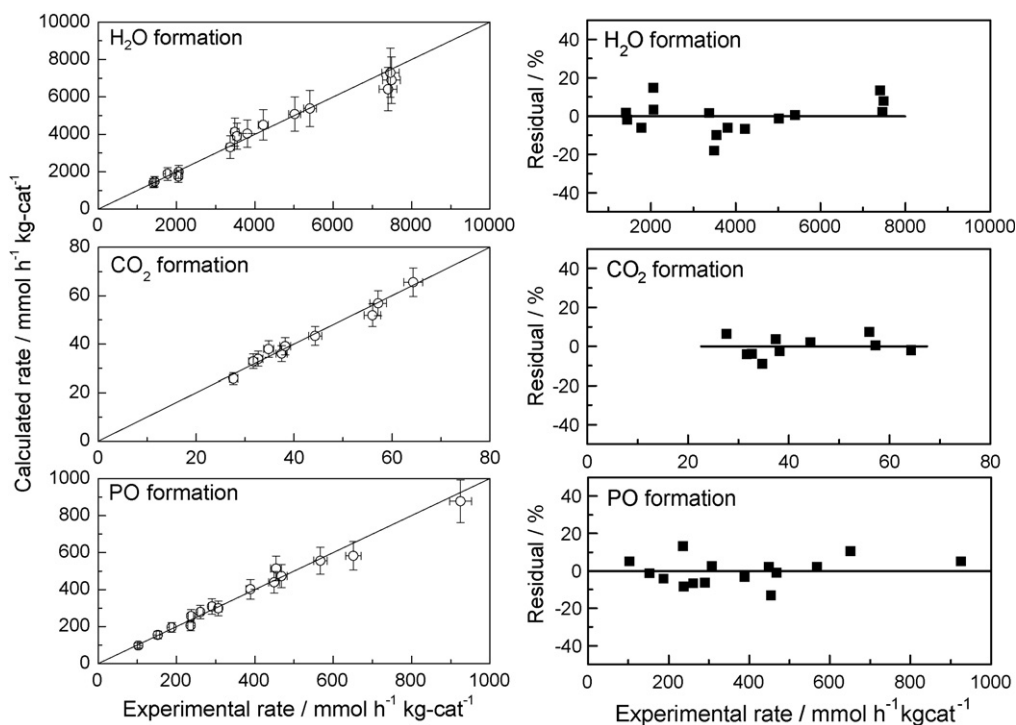 H₂O formation
10000
8000
6000
4000
2000
0
0 2000 4000 6000 8000 10000
H₂O formation
40
20
0
-20
-40
Residual / %
2000 4000 6000 8000 10000
CO₂ formation
80
60
40
20
0
0 20 40 60 80
Calculated rate / mmol h⁻¹ kg-cat⁻¹
CO₂ formation
40
20
0
-20
-40
Residual / %
0 20 40 60 80
PO formation
1000
800
600
400
200
0
0 200 400 600 800 1000
Experimental rate / mmol h⁻¹ kg-cat⁻¹
PO formation
40
20
0
-20
-40
Residual / %
0 200 400 600 800 1000
Experimental rate / mmol h⁻¹ kgcat⁻¹